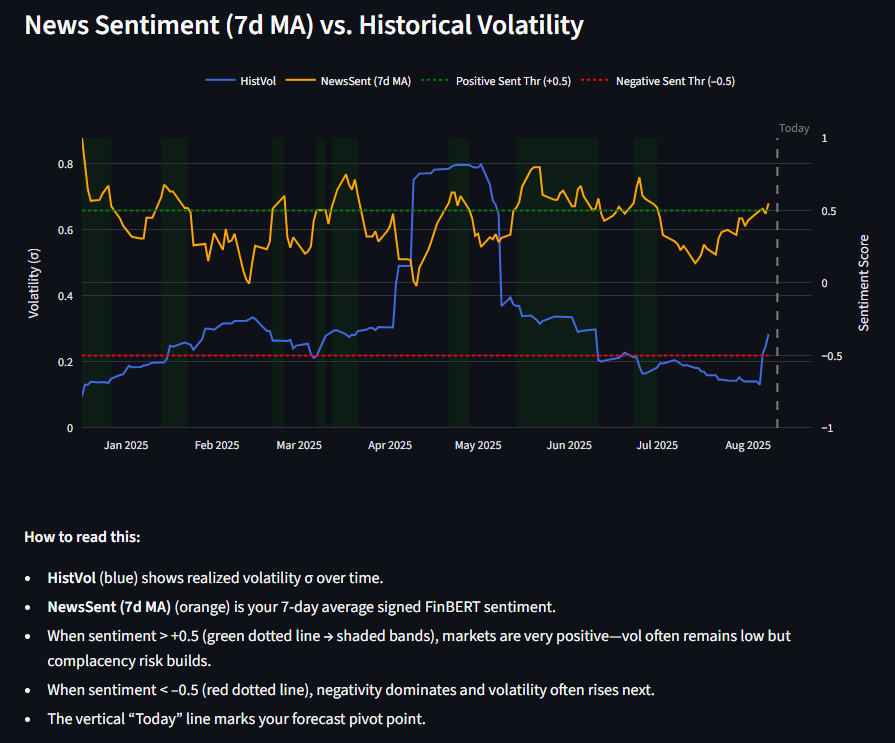 News Sentiment (7d MA) vs. Historical Volatility
HistVol
NewsSent (7d MA)
Positive Sent Thr (+0.5)
Negative Sent Thr (–0.5)
Today
0.8
0.6
0.4
0.2
0
Volatility (σ)
1
0.5
0
−0.5
−1
Sentiment Score
Jan 2025
Feb 2025
Mar 2025
Apr 2025
May 2025
Jun 2025
Jul 2025
Aug 2025
How to read this:
• HistVol (blue) shows realized volatility σ over time.
• NewsSent (7d MA) (orange) is your 7-day average signed FinBERT sentiment.
• When sentiment > +0.5 (green dotted line → shaded bands), markets are very positive—vol often remains low but
complacency risk builds.
• When sentiment < –0.5 (red dotted line), negativity dominates and volatility often rises next.
• The vertical “Today” line marks your forecast pivot point.